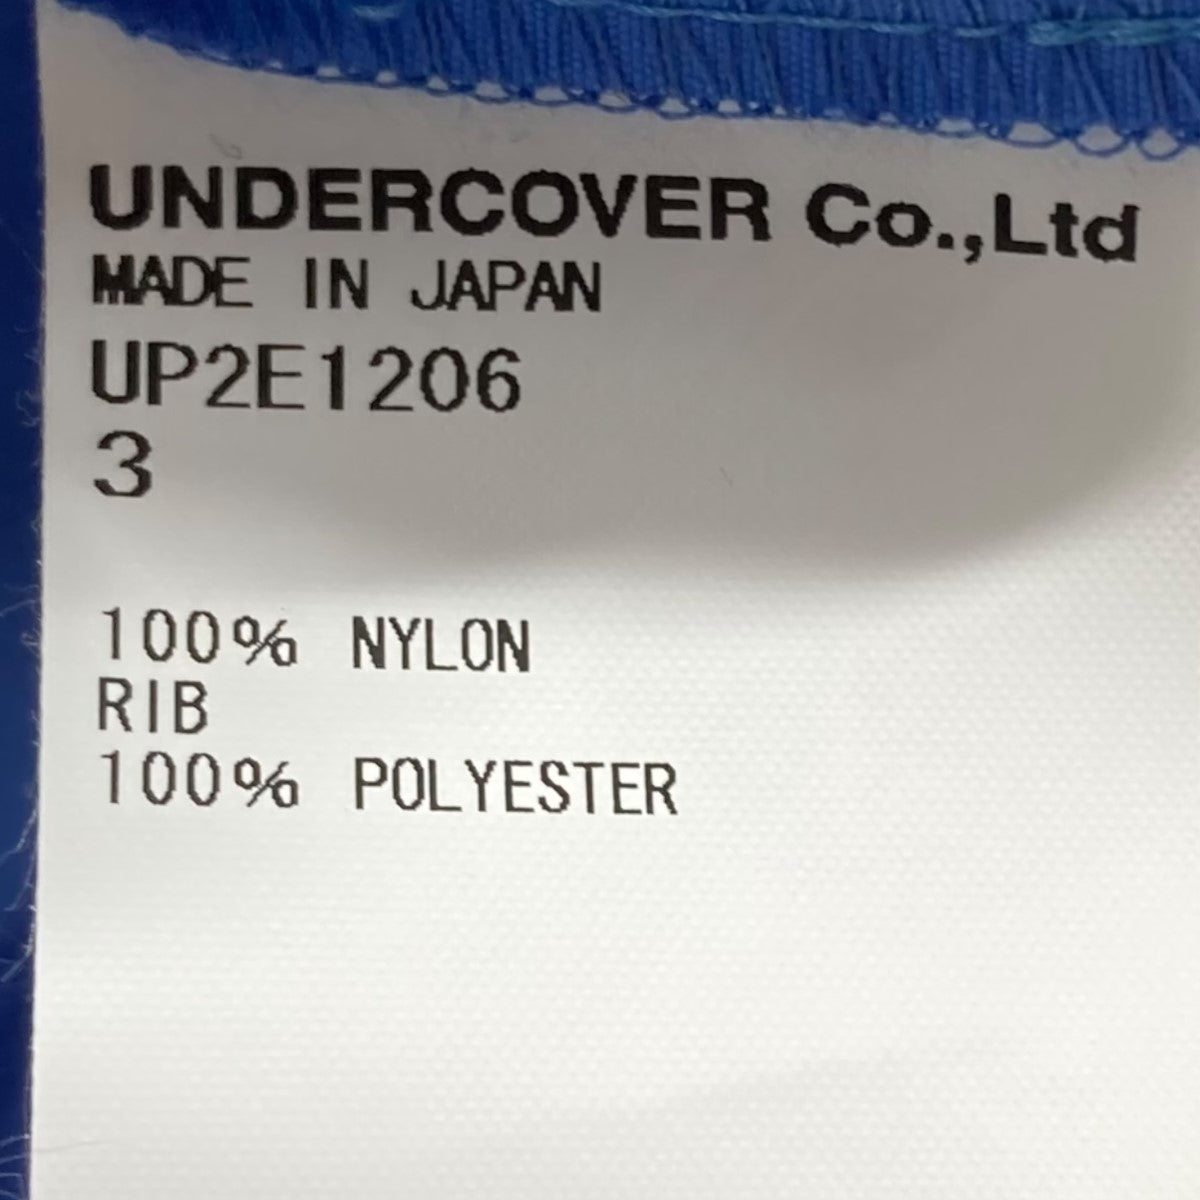 UNDERCOVER Co.,Ltd
MADE IN JAPAN
UP2E1206
3
100% NYLON
RIB
100% POLYESTER